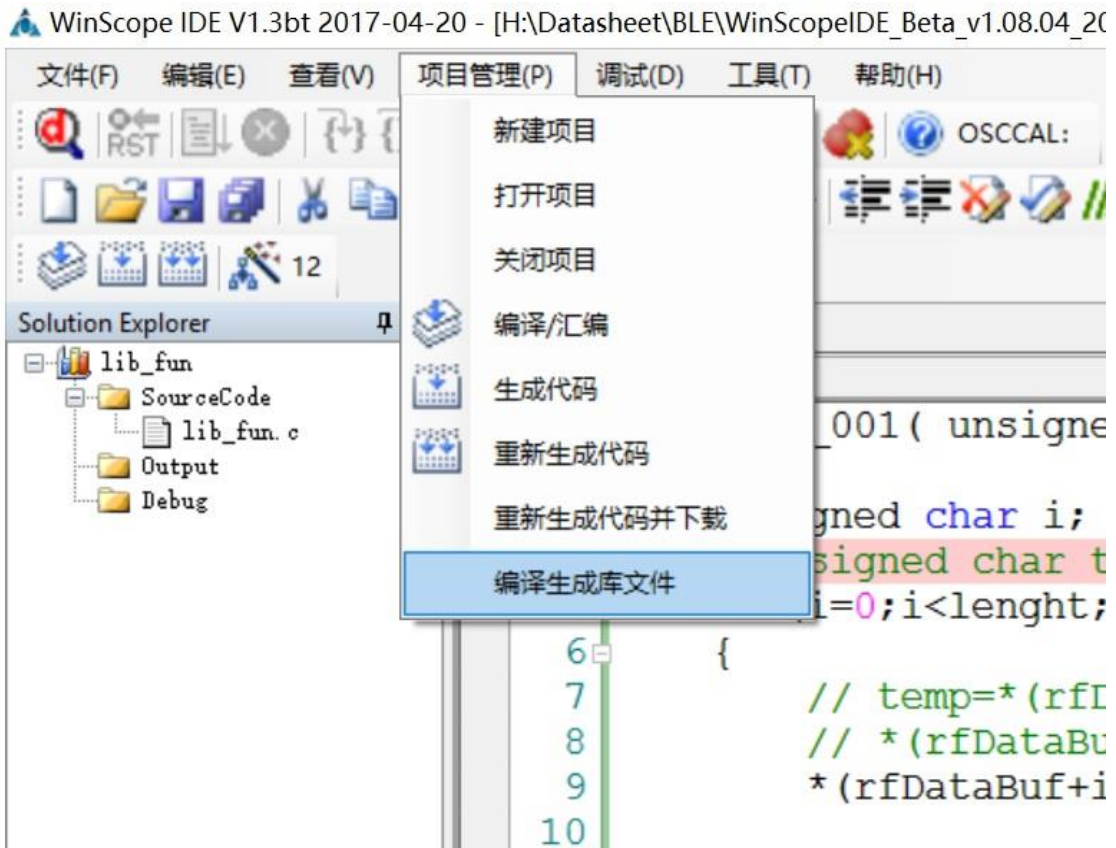 WinScope IDE V1.3bt 2017-04-20 - [H:\Datasheet\BLE\WinScopeIDE_Beta_v1.08.04_20
文件(F) 编辑(E) 查看(V) 项目管理(P) 调试(D) 工具(T) 帮助(H)
RST OSCCAL:
12
新建项目
打开项目
关闭项目
编译/汇编
生成代码
重新生成代码
重新生成代码并下载
编译生成库文件
Solution Explorer
lib_fun
SourceCode
lib_fun.c
Output
Debug
_001( unsigne
gned char i;
signed char t
i=0;i<lenght;
6 {
7 // temp=*(rfD
8 // *(rfDataBu
9 *(rfDataBuf+i
10